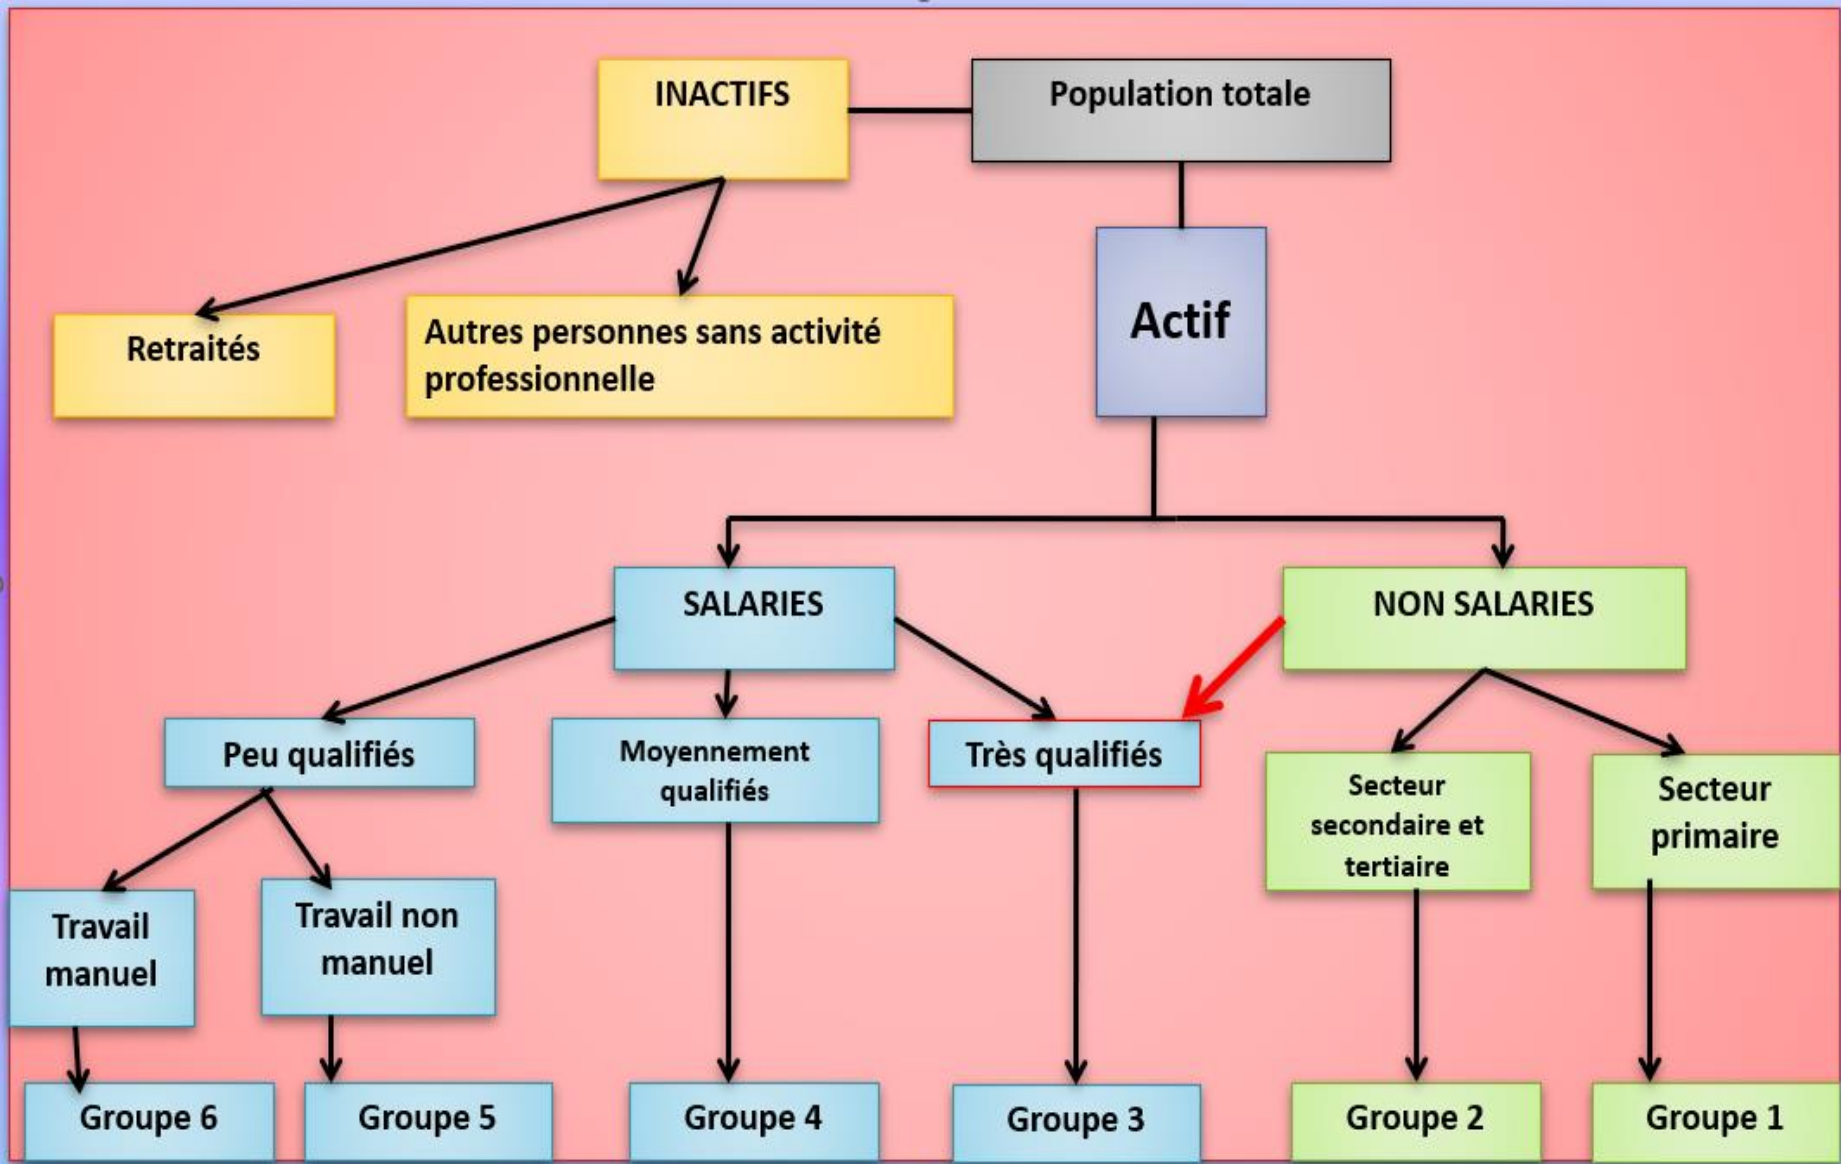 INACTIFS
Population totale
Retraités
Autres personnes sans activité
professionnelle
Actif
SALARIES
NON SALARIES
Peu qualifiés
Moyennement
qualifiés
Très qualifiés
Secteur
secondaire et
tertiaire
Secteur
primaire
Travail
manuel
Travail non
manuel
Groupe 6
Groupe 5
Groupe 4
Groupe 3
Groupe 2
Groupe 1